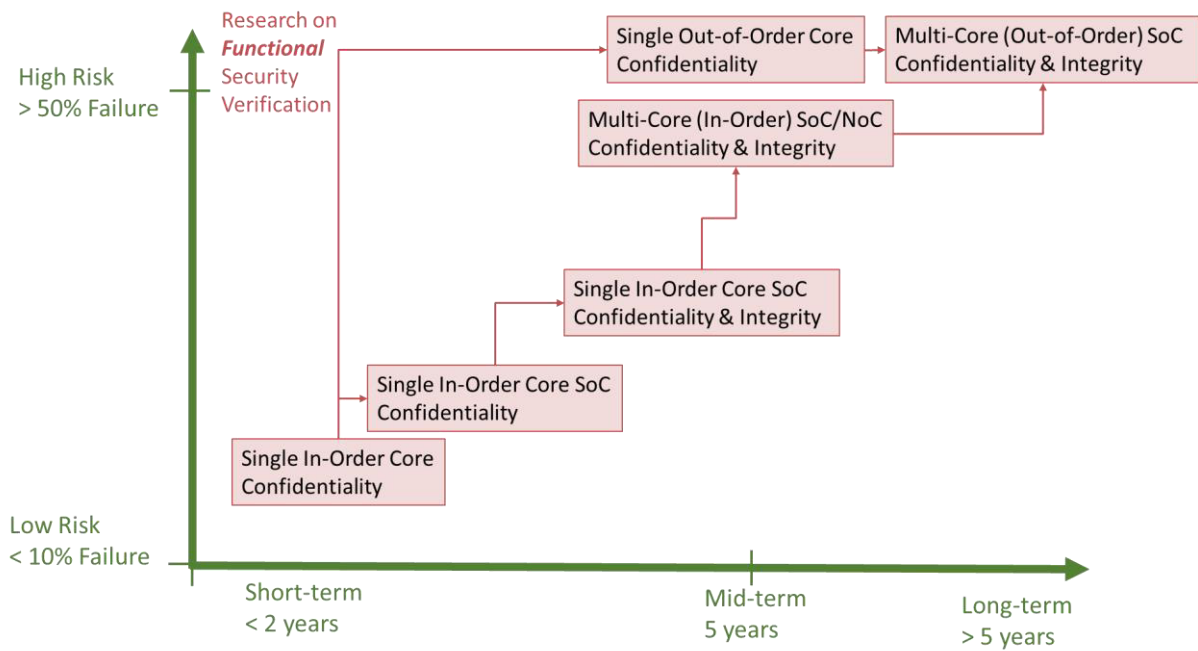 Research on
Functional
Security
Verification
High Risk
> 50% Failure
Single Out-of-Order Core
Confidentiality
Multi-Core (Out-of-Order) SoC
Confidentiality & Integrity
Multi-Core (In-Order) SoC/NoC
Confidentiality & Integrity
Single In-Order Core SoC
Confidentiality & Integrity
Single In-Order Core SoC
Confidentiality
Single In-Order Core
Confidentiality
Low Risk
< 10% Failure
Short-term
< 2 years
Mid-term
5 years
Long-term
> 5 years